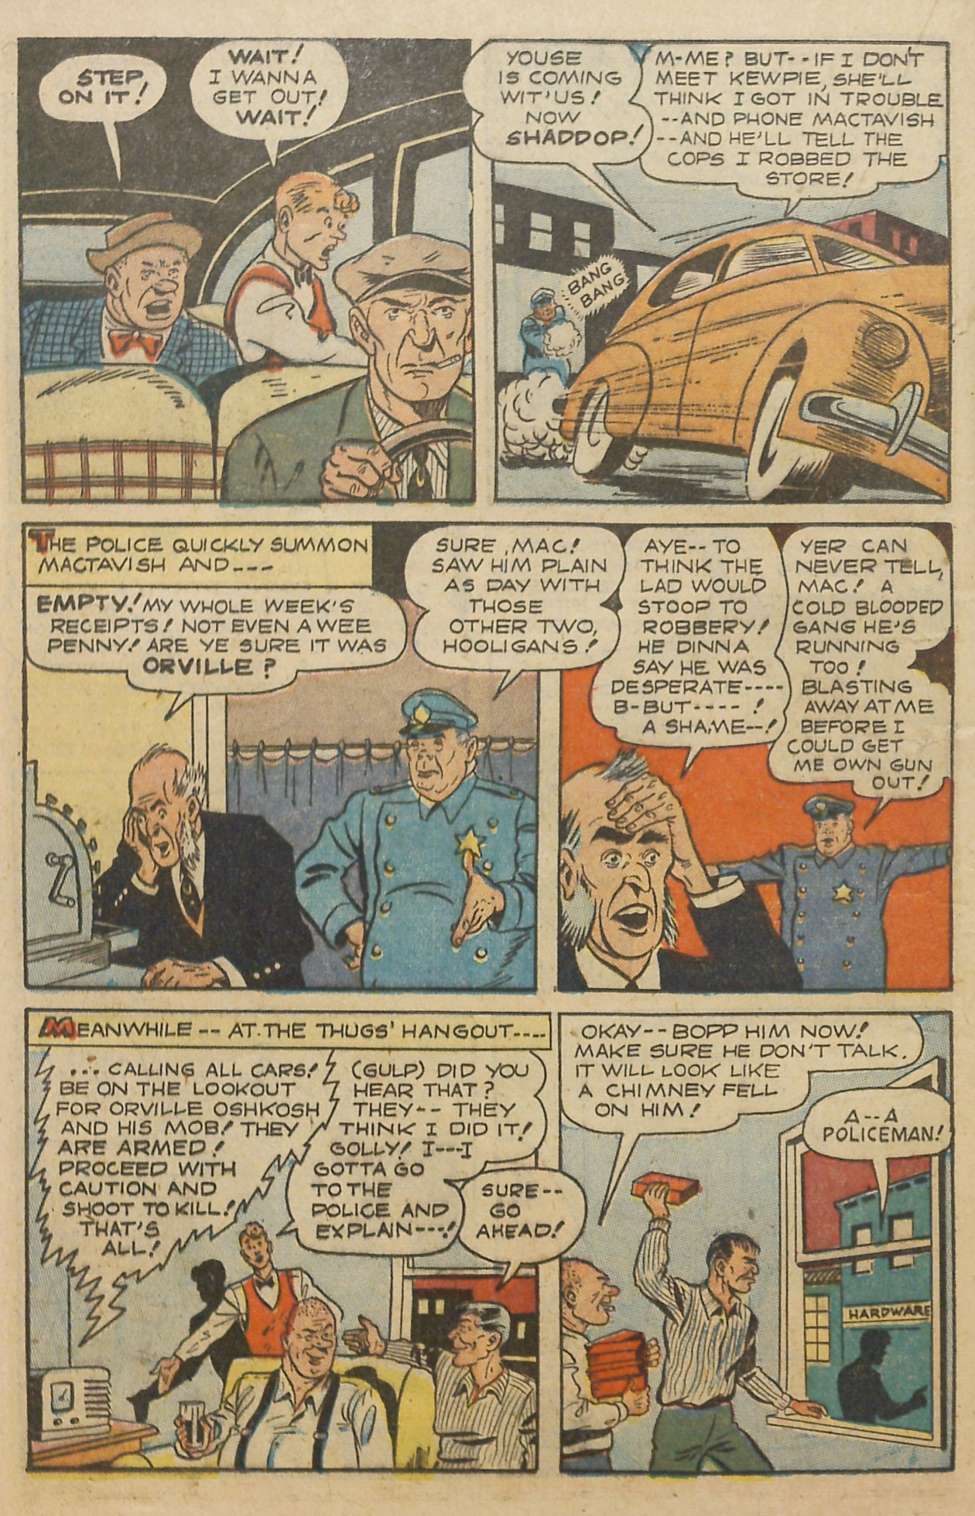 STEP
ON IT!
WAIT!
I WANNA
GET OUT!
WAIT!
YOUSE
IS COMING
WIT' US!
NOW
SHADDOP!
M-ME? BUT--IF I DON'T
MEET KEWPIE, SHE'LL
THINK I GOT IN TROUBLE
--AND PHONE MACTAVISH
--AND HE'LL TELL THE
COPS I ROBBED THE
STORE!
BANG
BANG
THE POLICE QUICKLY SUMMON
MACTAVISH AND---
EMPTY! MY WHOLE WEEK'S
RECEIPTS! NOT EVEN A WEE
PENNY! ARE YE SURE IT WAS
ORVILLE?
SURE, MAC!
SAW HIM PLAIN
AS DAY WITH
THOSE
OTHER TWO,
HOOLIGANS!
AYE--TO
THINK THE
LAD WOULD
STOOP TO
ROBBERY!
HE DINNA
SAY HE WAS
DESPERATE----
B-BUT----!
A SHAME--!
YER CAN
NEVER TELL,
MAC! A
COLD BLOODED
GANG HE'S
RUNNING
TOO!
BLASTING
AWAY AT ME
BEFORE I
COULD GET
ME OWN GUN
OUT!
MEANWHILE -- AT THE THUGS' HANGOUT----
... CALLING ALL CARS!
BE ON THE LOOKOUT
FOR ORVILLE OSHKOSH
AND HIS MOB! THEY
ARE ARMED!
PROCEED WITH
CAUTION AND
SHOOT TO KILL!
THAT'S
ALL!
(GULP) DID YOU
HEAR THAT?
THEY-- THEY
THINK I DID IT!
GOLLY! I---I
GOTTA GO
TO THE
POLICE AND
EXPLAIN---!
SURE--
GO
AHEAD!
OKAY-- BOPP HIM NOW!
MAKE SURE HE DON'T TALK.
IT WILL LOOK LIKE
A CHIMNEY FELL
ON HIM!
A--A
POLICEMAN!
HARDWARE